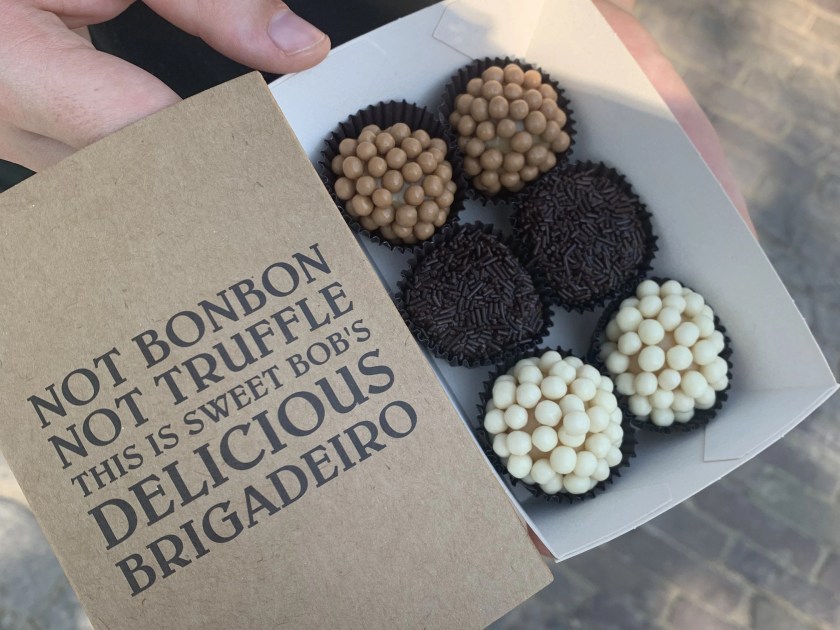 NOT BONBON
NOT TRUFFLE
THIS IS SWEET BOB'S
DELICIOUS
BRIGADEIRO